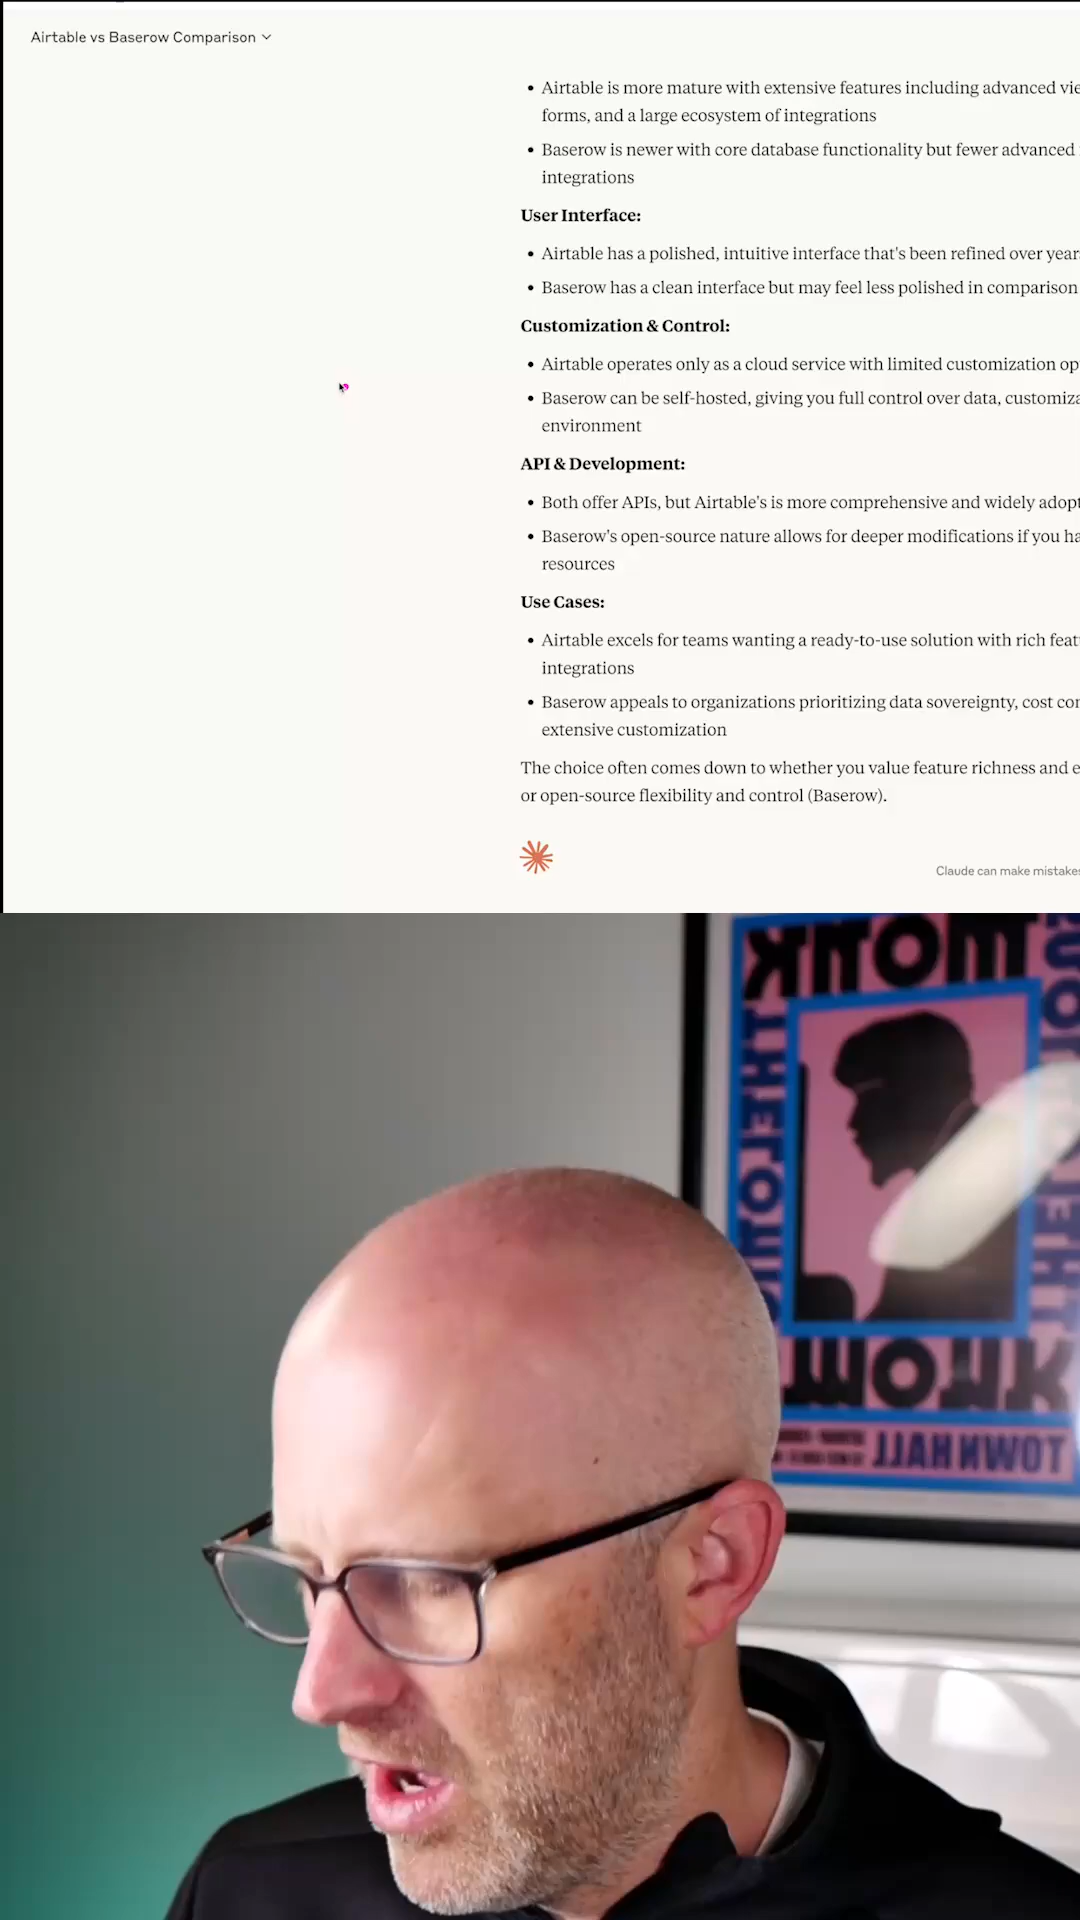 Airtable vs Baserow Comparison
• Airtable is more mature with extensive features including advanced vie
forms, and a large ecosystem of integrations
• Baserow is newer with core database functionality but fewer advanced
integrations
User Interface:
• Airtable has a polished, intuitive interface that's been refined over year
• Baserow has a clean interface but may feel less polished in comparison
Customization & Control:
• Airtable operates only as a cloud service with limited customization op
• Baserow can be self-hosted, giving you full control over data, customiza
environment
API & Development:
• Both offer APIs, but Airtable's is more comprehensive and widely adopt
• Baserow's open-source nature allows for deeper modifications if you ha
resources
Use Cases:
• Airtable excels for teams wanting a ready-to-use solution with rich feat
integrations
• Baserow appeals to organizations prioritizing data sovereignty, cost con
extensive customization
The choice often comes down to whether you value feature richness and e
or open-source flexibility and control (Baserow).
Claude can make mistakes
MONK
MONK
TOWN HALL